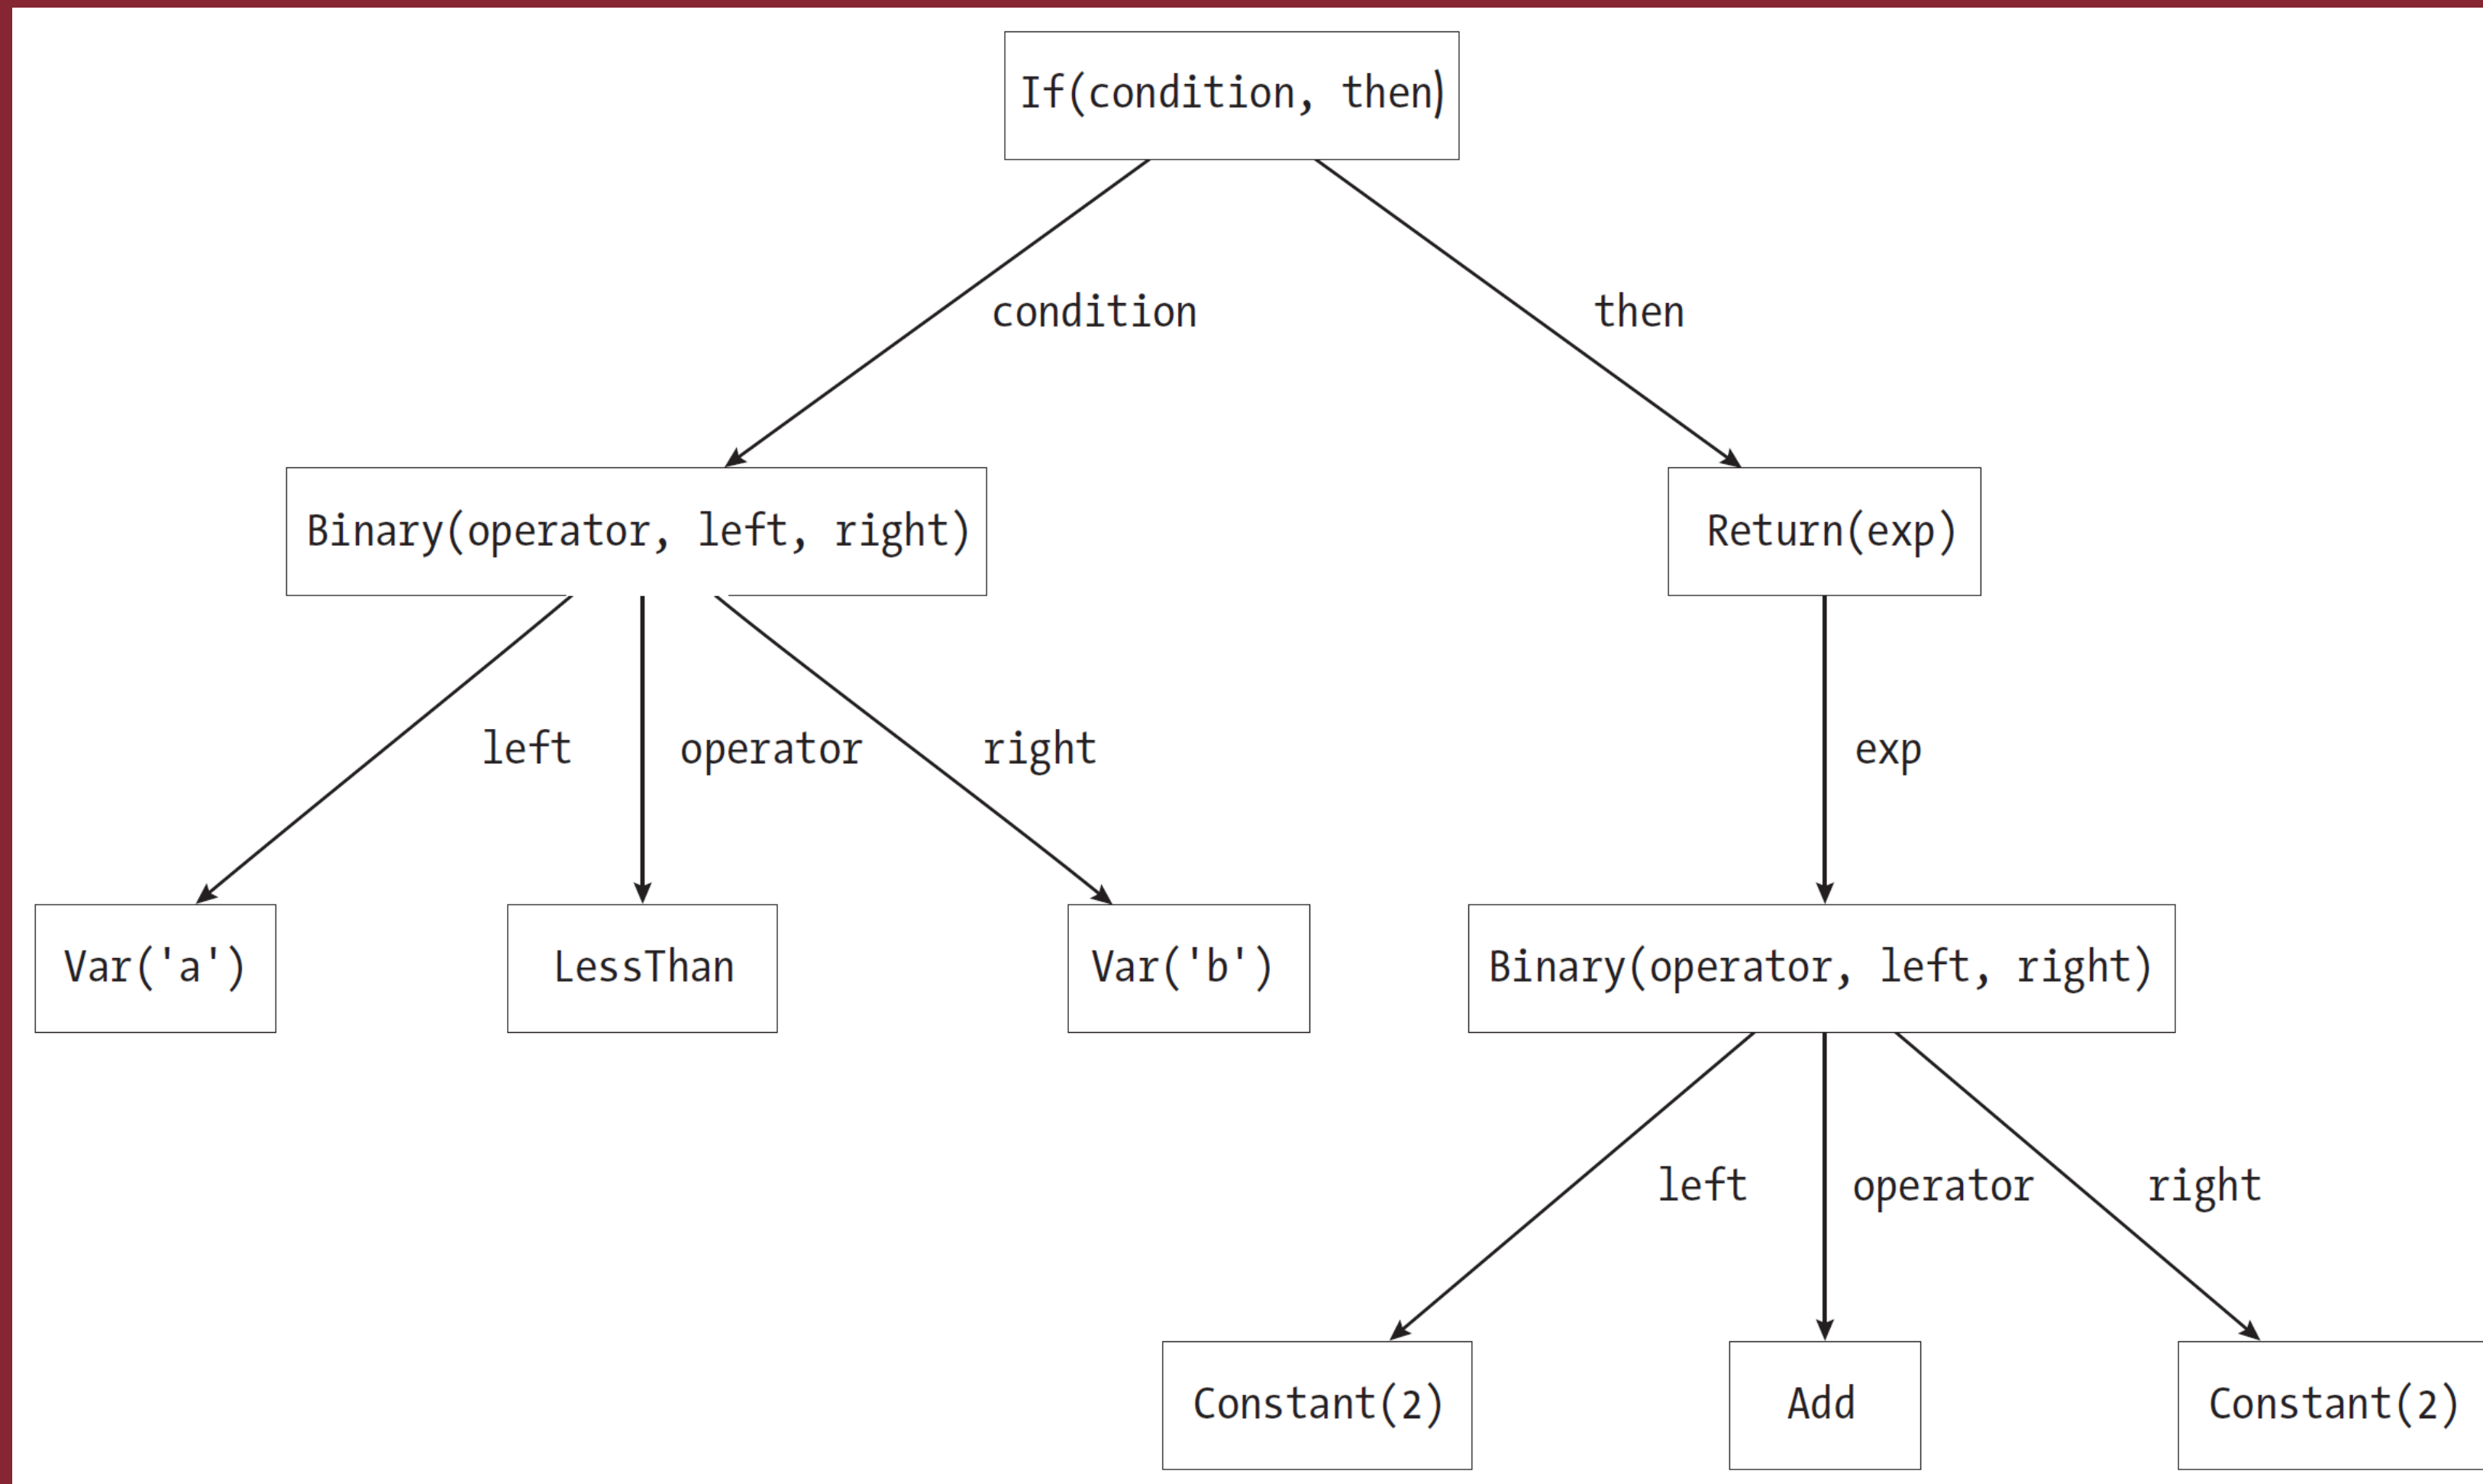 If(condition, then)
condition
then
Binary(operator, left, right)
Return(exp)
left
operator
right
exp
Var('a')
LessThan
Var('b')
Binary(operator, left, right)
left
operator
right
Constant(2)
Add
Constant(2)